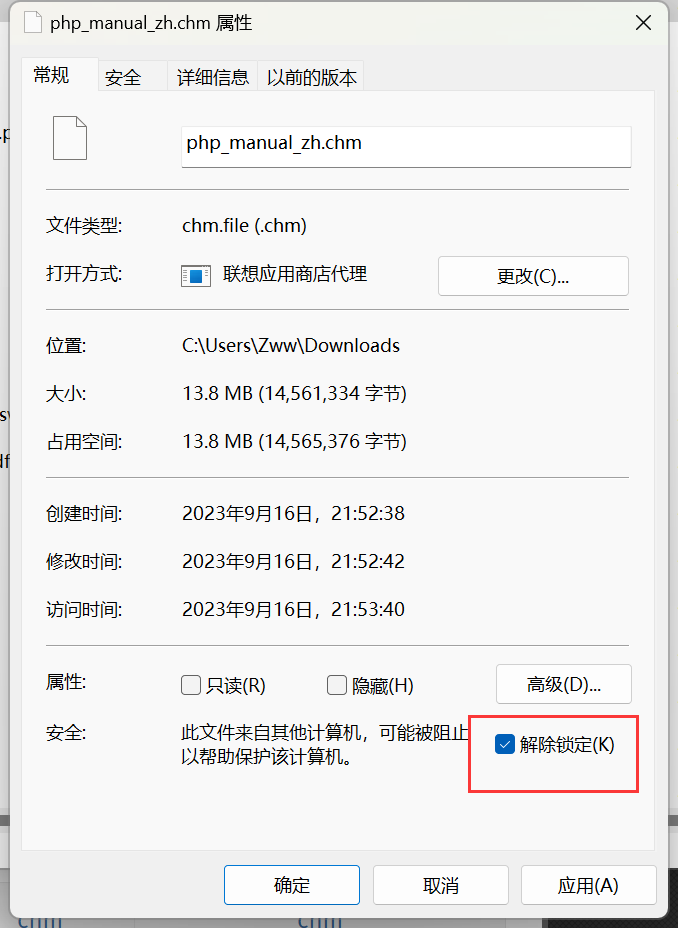 php_manual_zh.chm 属性
常规 安全 详细信息 以前的版本
php_manual_zh.chm
文件类型: chm.file (.chm)
打开方式: 联想应用商店代理 更改(C)...
位置: C:\Users\Zww\Downloads
大小: 13.8 MB (14,561,334 字节)
占用空间: 13.8 MB (14,565,376 字节)
创建时间: 2023年9月16日，21:52:38
修改时间: 2023年9月16日，21:52:42
访问时间: 2023年9月16日，21:53:40
属性: 只读(R) 隐藏(H) 高级(D)...
安全: 此文件来自其他计算机，可能被阻止 解除锁定(K)
以帮助保护该计算机。
确定 取消 应用(A)
chm chm